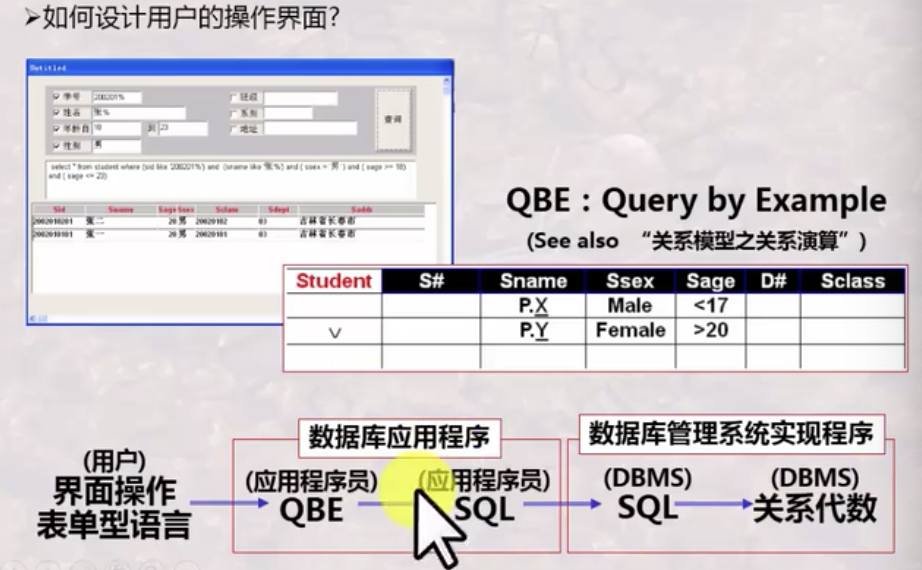 ➢如何设计用户的操作界面?
Untitled
学号 200201% 班级
姓名 张% 系别
年龄自 18 到 23 地址
性别 男
查询
select * from student where (sid like '200201%') and (sname like '张%') and ( ssex = '男' ) and ( sage >= 18)
and ( sage <= 23)
Sid Sname Sage Ssex Sclass Sdept Saddr
张二 20 男 03 吉林省长春市
张一 20 男 03 吉林省长春市
QBE：Query by Example
(See also “关系模型之关系演算”)
Student S# Sname Ssex Sage D# Sclass
P.X Male <17
∨ P.Y Female >20
数据库应用程序 数据库管理系统实现程序
(用户) (应用程序员) (应用程序员) (DBMS) (DBMS)
界面操作 QBE SQL SQL 关系代数
表单型语言